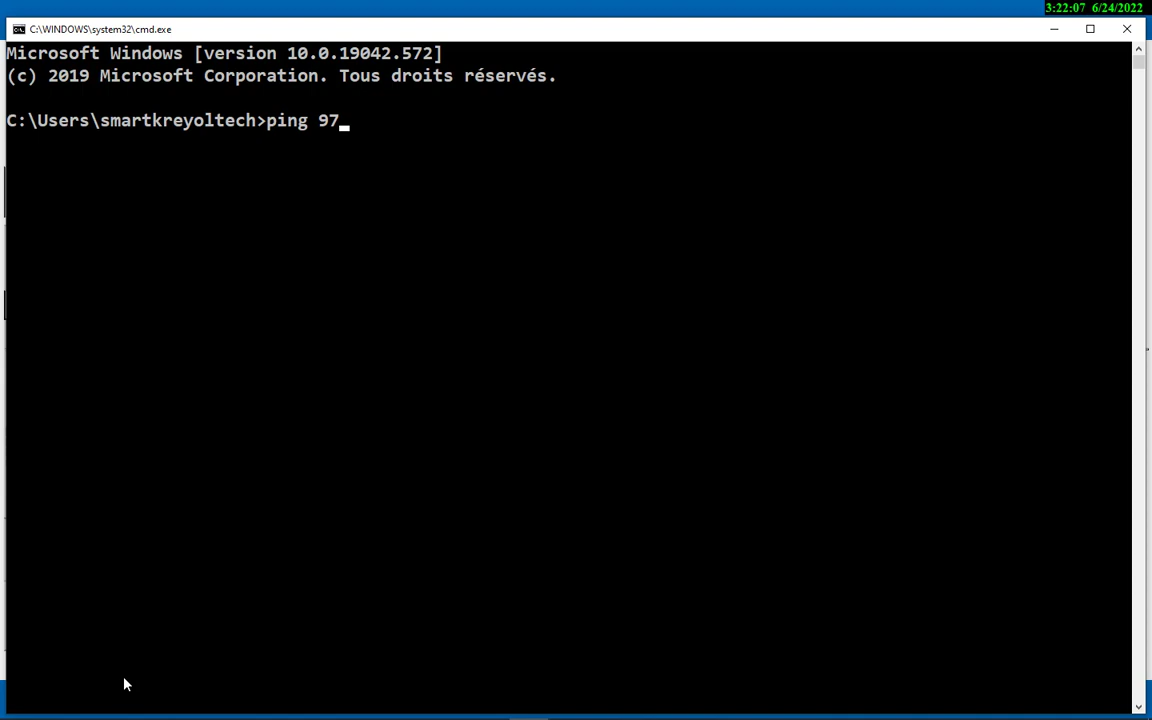 3:22:07 6/24/2022
C:\WINDOWS\system32\cmd.exe
Microsoft Windows [version 10.0.19042.572]
(c) 2019 Microsoft Corporation. Tous droits réservés.
C:\Users\smartkreyoltech>ping 97